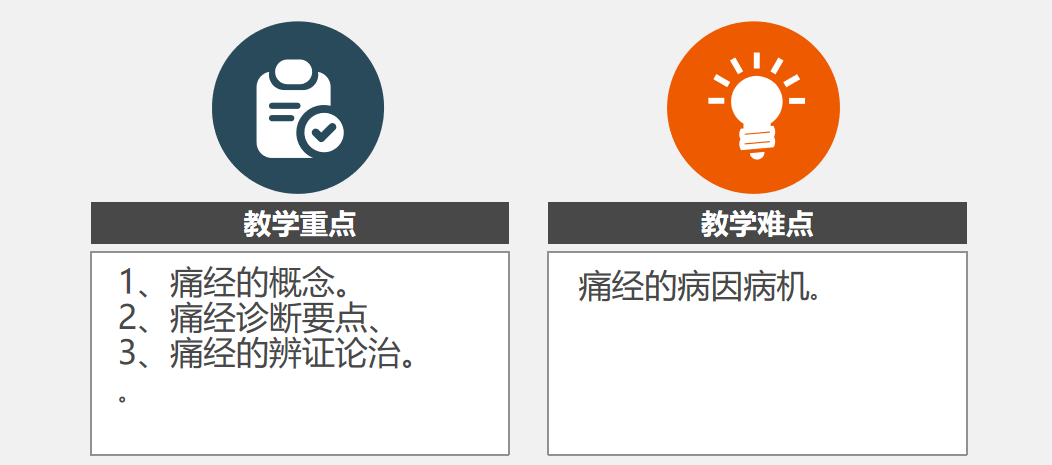 教学重点
1、痛经的概念。
2、痛经诊断要点、
3、痛经的辨证论治。
。
教学难点
痛经的病因病机。